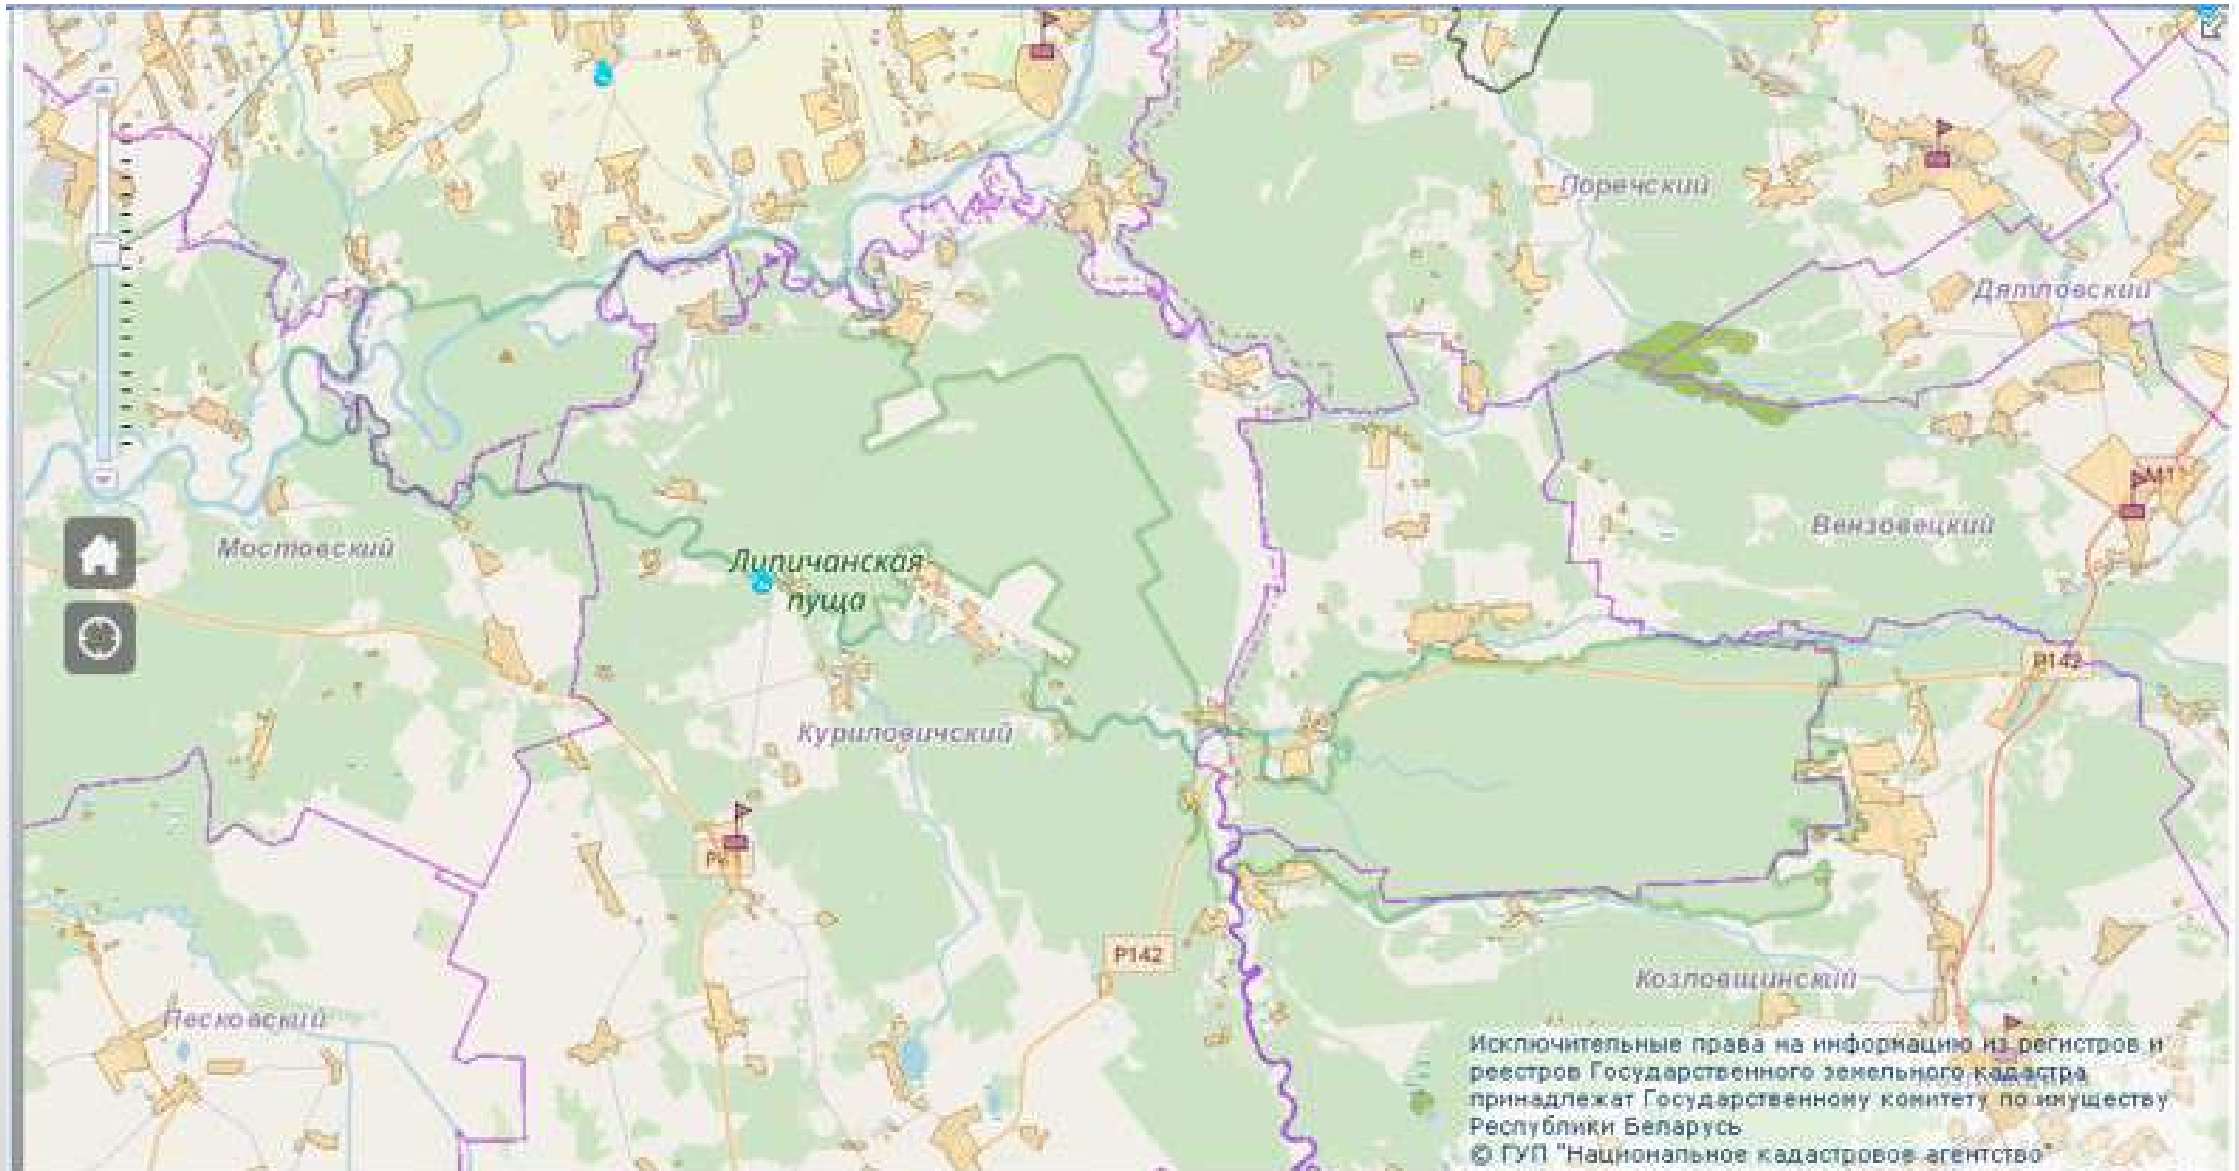 Поречский
Дятловский
М11
Вензовецкий
Мостовский
Липичанская
пуща
Р142
Куриловичский
Р142
Козловщинский
Песковский
Исключительные права на информацию из регистров и
реестров Государственного земельного кадастра
принадлежат Государственному комитету по имуществу
Республики Беларусь
© ГУП "Национальное кадастровое агентство"